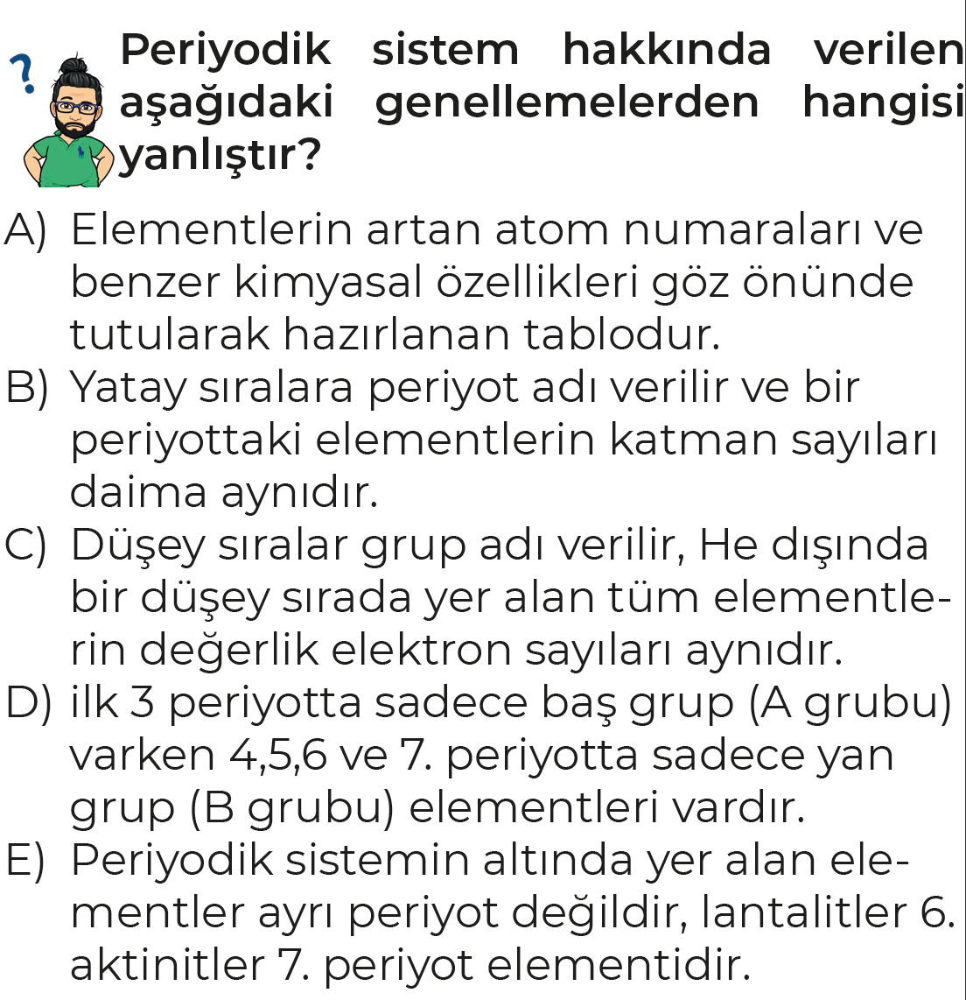 ?
Periyodik sistem hakkında verilen
aşağıdaki genellemelerden hangisi
yanlıştır?
A) Elementlerin artan atom numaraları ve
benzer kimyasal özellikleri göz önünde
tutularak hazırlanan tablodur.
B) Yatay sıralara periyot adı verilir ve bir
periyottaki elementlerin katman sayıları
daima aynıdır.
C) Düşey sıralar grup adı verilir, He dışında
bir düşey sırada yer alan tüm elementle-
rin değerlik elektron sayıları aynıdır.
D) ilk 3 periyotta sadece baş grup (A grubu)
varken 4,5,6 ve 7. periyotta sadece yan
grup (B grubu) elementleri vardır.
E) Periyodik sistemin altında yer alan ele-
mentler ayrı periyot değildir, lantalitler 6.
aktinitler 7. periyot elementidir.